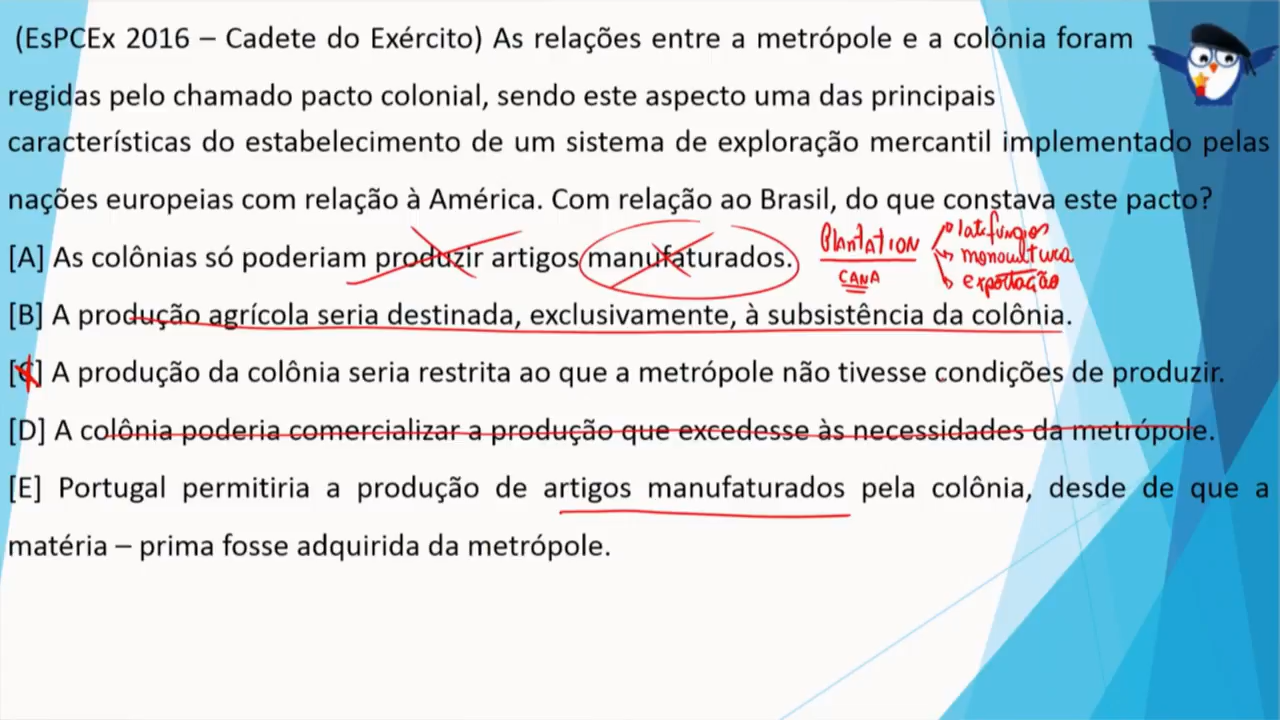 (EsPCEx 2016 – Cadete do Exército) As relações entre a metrópole e a colônia foram
regidas pelo chamado pacto colonial, sendo este aspecto uma das principais
características do estabelecimento de um sistema de exploração mercantil implementado pelas
nações europeias com relação à América. Com relação ao Brasil, do que constava este pacto?
[A] As colônias só poderiam produzir artigos manufaturados.
PLANTATION
CANA
latifúngios
monocultura
exportação
[B] A produção agrícola seria destinada, exclusivamente, à subsistência da colônia.
[C] A produção da colônia seria restrita ao que a metrópole não tivesse condições de produzir.
[D] A colônia poderia comercializar a produção que excedesse às necessidades da metrópole.
[E] Portugal permitiria a produção de artigos manufaturados pela colônia, desde de que a
matéria – prima fosse adquirida da metrópole.